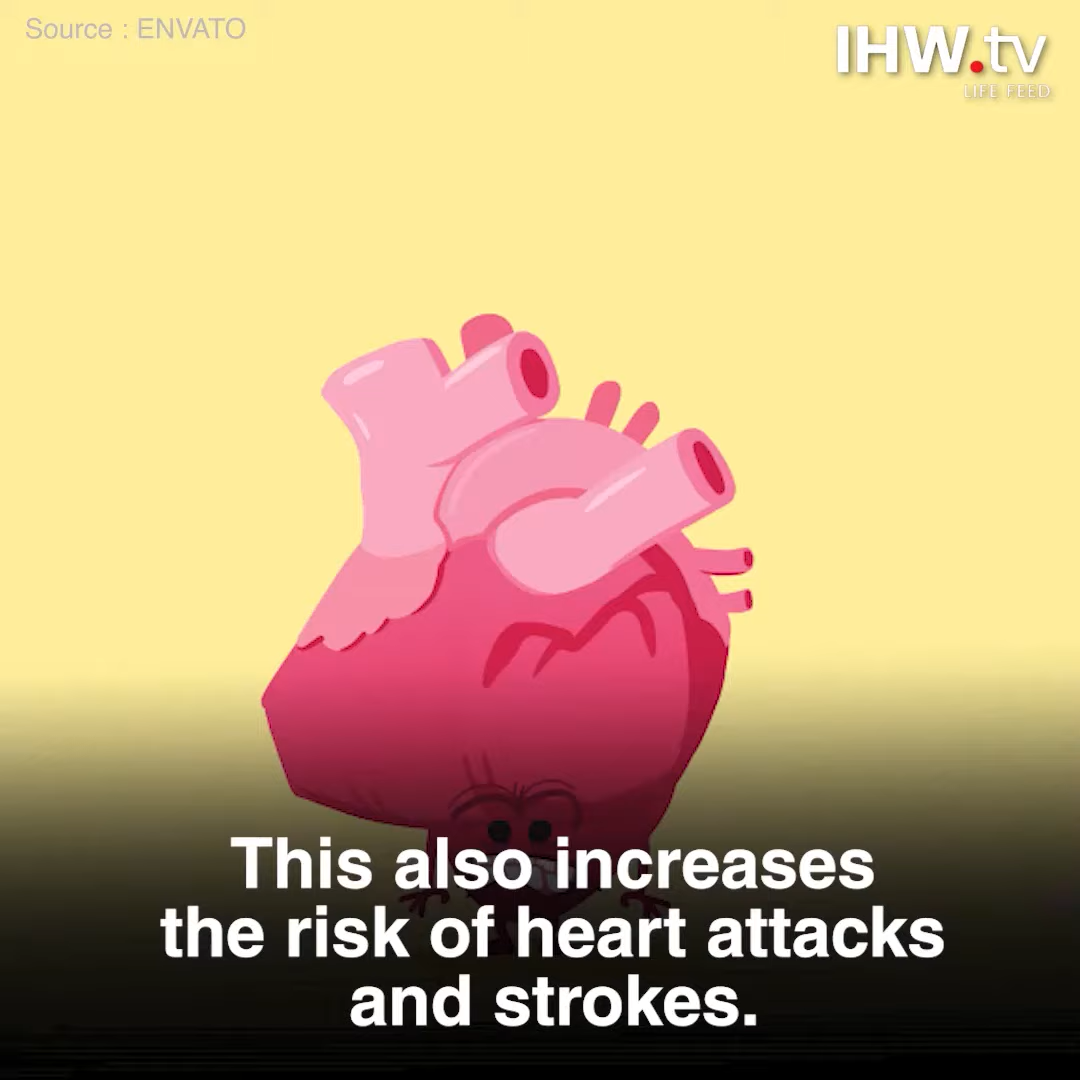 Source : ENVATO
IHW.tv
LIFE FEED
This also increases
the risk of heart attacks
and strokes.